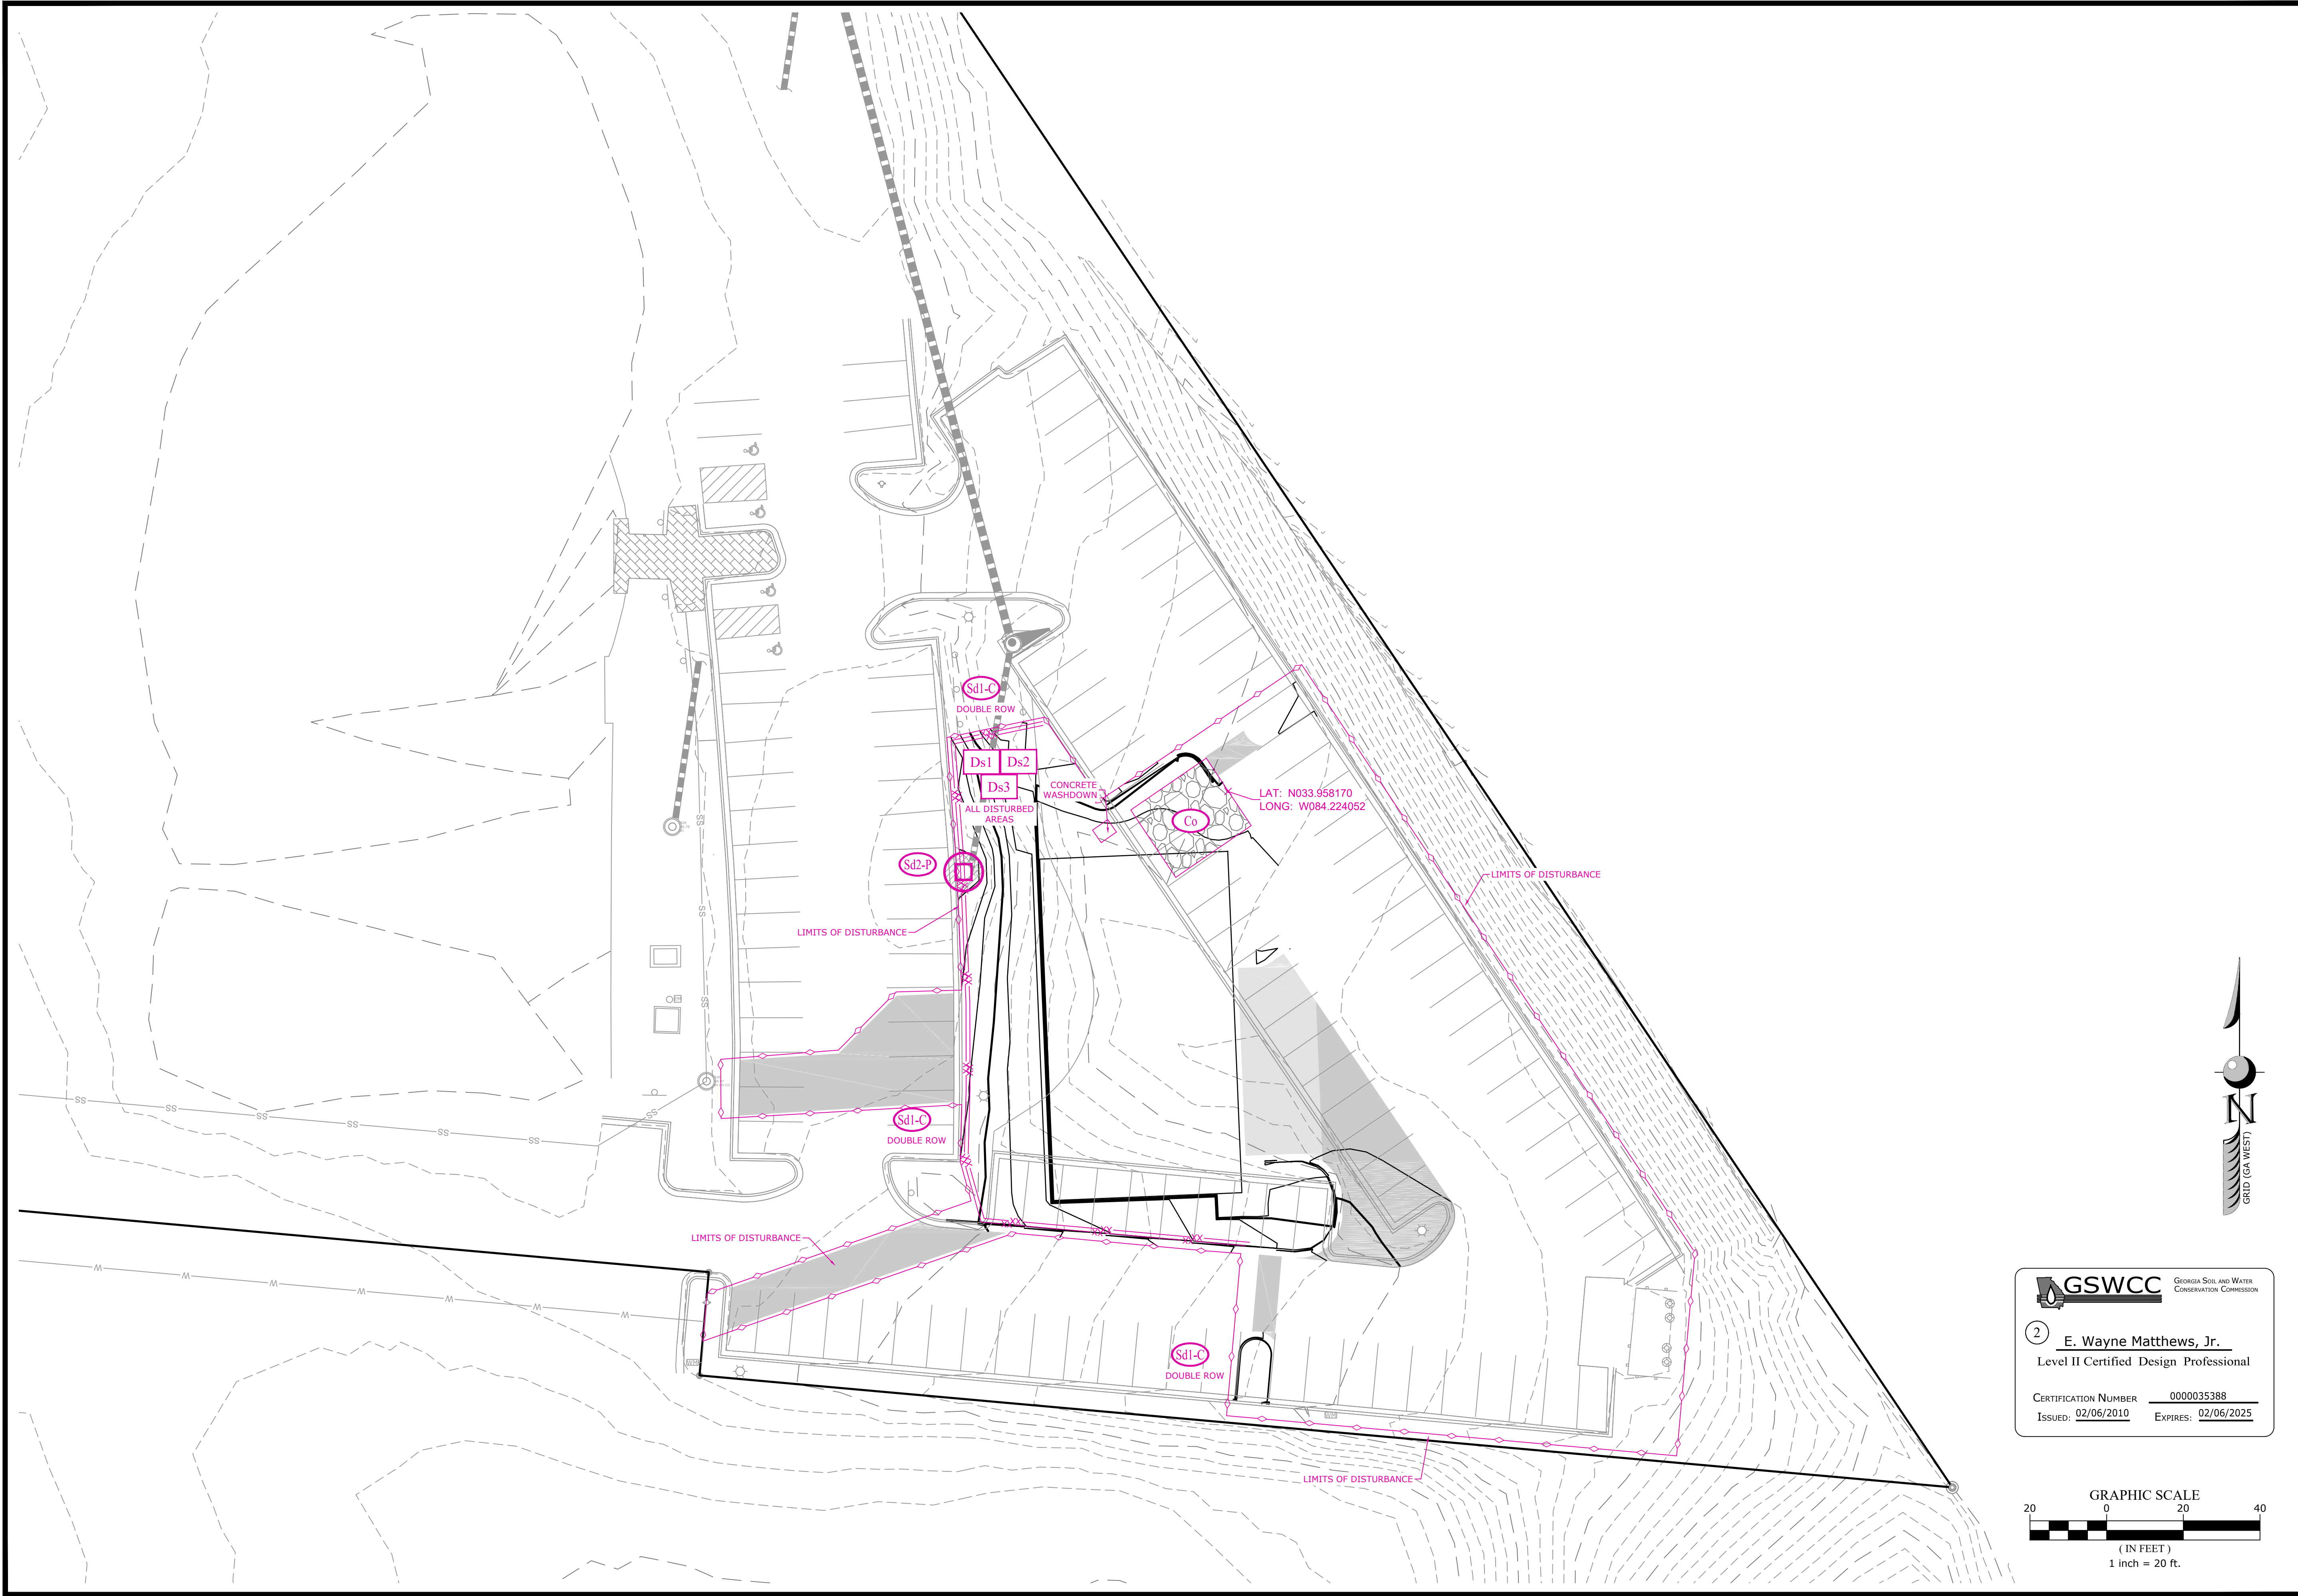 Sd1-C
DOUBLE ROW
Ds1
Ds2
Ds3
ALL DISTURBED
AREAS
CONCRETE
WASHDOWN
LAT: N033.958170
LONG: W084.224052
Co
Sd2-P
LIMITS OF DISTURBANCE
LIMITS OF DISTURBANCE
SS
SS
SS
Sd1-C
DOUBLE ROW
SS
SS
SS
SS
SS
SS
SS
LIMITS OF DISTURBANCE
W
W
W
W
W
W
W
XX
XX
XX
Sd1-C
DOUBLE ROW
LIMITS OF DISTURBANCE
N
GRID (GA WEST)
GSWCC
GEORGIA SOIL AND WATER
CONSERVATION COMMISSION
2
E. Wayne Matthews, Jr.
Level II Certified Design Professional
CERTIFICATION NUMBER 0000035388
ISSUED: 02/06/2010 EXPIRES: 02/06/2025
GRAPHIC SCALE
20 0 20 40
( IN FEET )
1 inch = 20 ft.